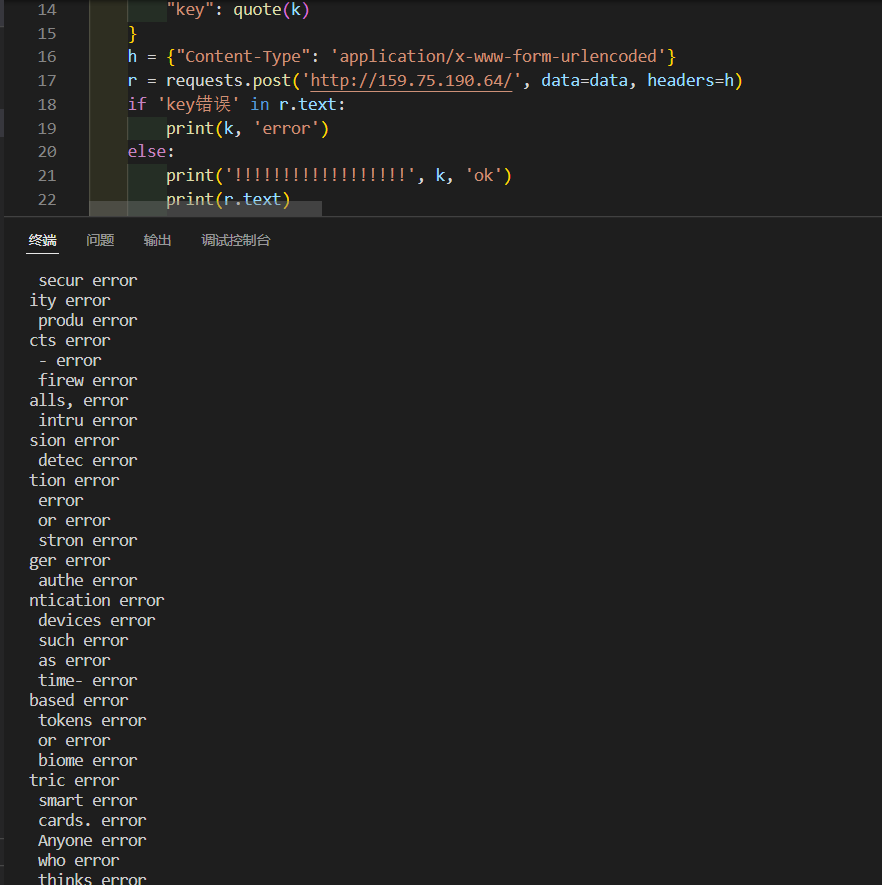 14 "key": quote(k)
15 }
16 h = {"Content-Type": 'application/x-www-form-urlencoded'}
17 r = requests.post('http://159.75.190.64/', data=data, headers=h)
18 if 'key错误' in r.text:
19 print(k, 'error')
20 else:
21 print('!!!!!!!!!!!!!!!!!!', k, 'ok')
22 print(r.text)
终端 问题 输出 调试控制台
secur error
ity error
produ error
cts error
- error
firew error
alls, error
intru error
sion error
detec error
tion error
error
or error
stron error
ger error
authe error
ntication error
devices error
such error
as error
time- error
based error
tokens error
or error
biome error
tric error
smart error
cards. error
Anyone error
who error
thinks error